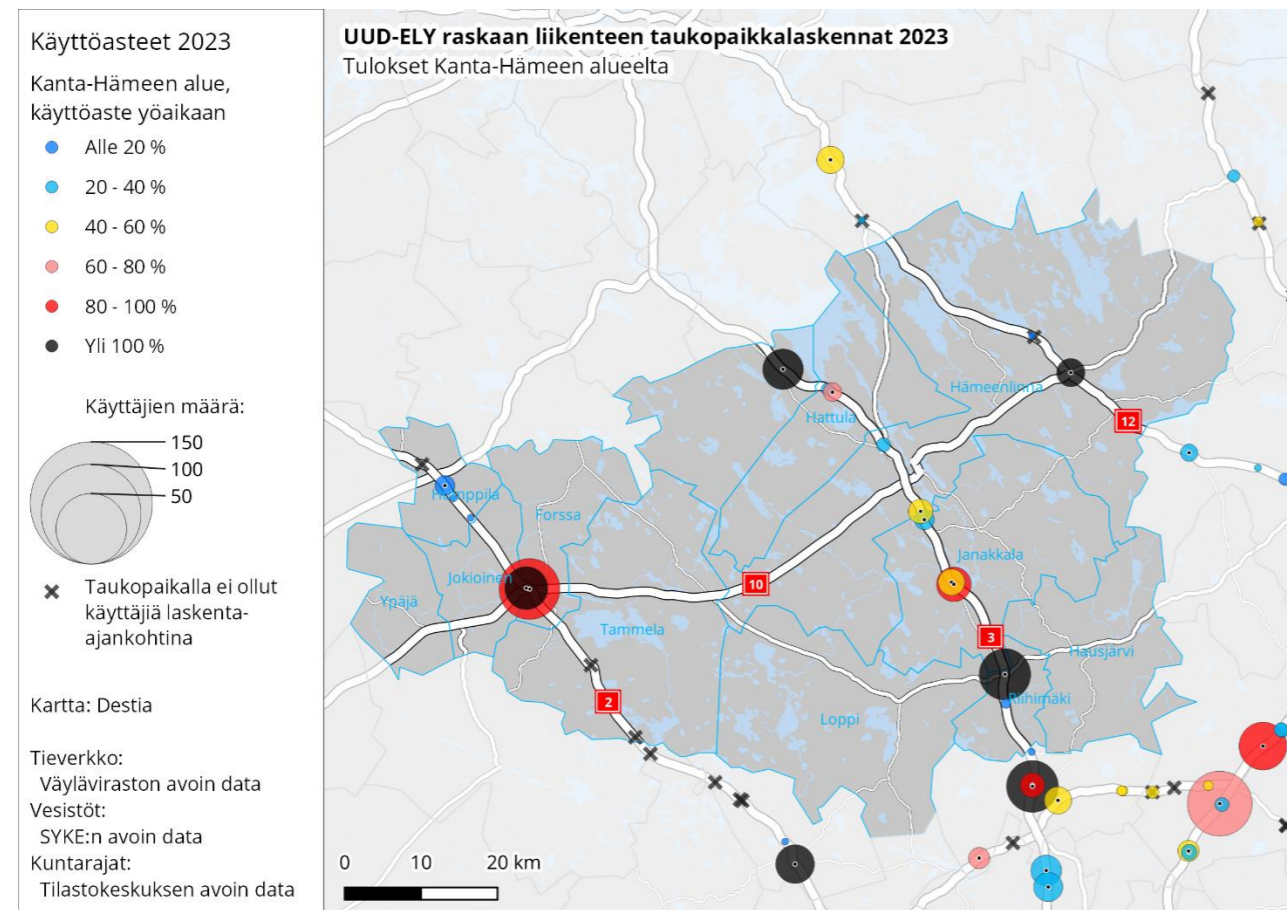 Käyttöasteet 2023
Kanta-Hämeen alue,
käyttöaste yöaikaan
Alle 20 %
20 - 40 %
40 - 60 %
60 - 80 %
80 - 100 %
Yli 100 %
Käyttäjien määrä:
150
100
50
Taukopaikalla ei ollut
käyttäjiä laskenta-
ajankohtina
Kartta: Destia
Tieverkko:
Väyläviraston avoin data
Vesistöt:
SYKE:n avoin data
Kuntarajat:
Tilastokeskuksen avoin data
UUD-ELY raskaan liikenteen taukopaikkalaskennat 2023
Tulokset Kanta-Hämeen alueelta
Hämeenlinna
Hattula
12
Humppila
Forssa
Janakkala
Jokioinen
10
Ypäjä
Tammela
3
Hausjärvi
2
Riihimäki
Loppi
0 10 20 km